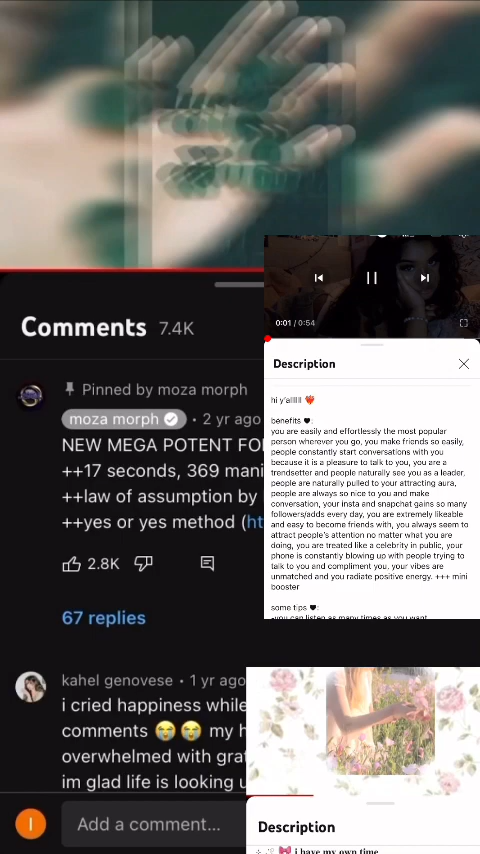 Comments 7.4K
Pinned by moza morph
moza morph • 2 yr ago
NEW MEGA POTENT
++17 seconds, 369
++law of assumption by
++yes or yes method (
2.8K
67 replies
kahel genovese • 1 yr ago
i cried happiness while
comments 😭😭 my
overwhelmed with
im glad life is looking
I
Add a comment...
0:01 / 0:54
Description
hi y'alllll ❤️‍🔥
benefits ♥:
you are easily and effortlessly the most popular
person wherever you go, you make friends so easily,
people constantly start conversations with you
because it is a pleasure to talk to you, you are a
trendsetter and people naturally see you as a leader,
people are naturally pulled to your attracting aura,
people are always so nice to you and make
conversation, your insta and snapchat gains so many
followers/adds every day, you are extremely likeable
and easy to become friends with, you always seem to
attract people's attention no matter what you are
doing, you are treated like a celebrity in public, your
phone is constantly blowing up with people trying to
talk to you and compliment you, your vibes are
unmatched and you radiate positive energy. +++ mini
booster
some tips ♥:
-you can listen as many times as you want
Description
🎀 i have my own time